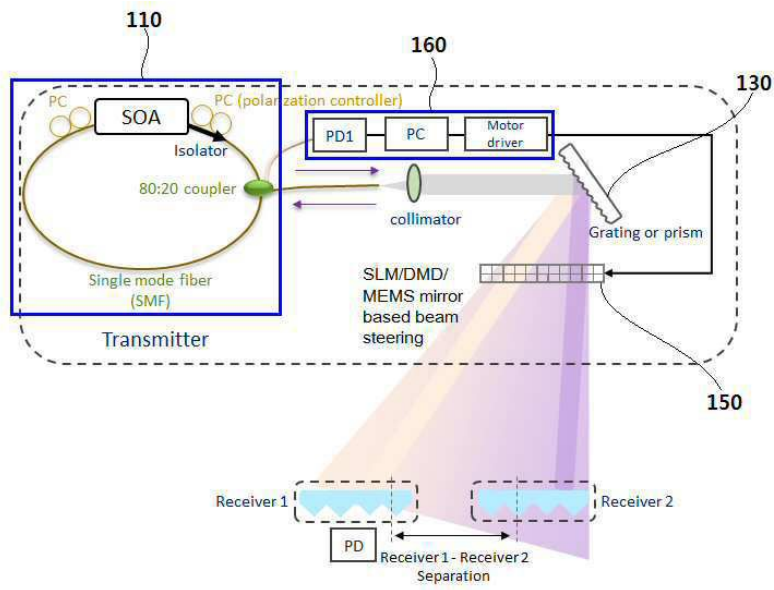 110
160
130
PC
SOA
PC (polarization controller)
Isolator
PD1
PC
Motor
driver
80:20 coupler
collimator
Grating or prism
Single mode fiber
(SMF)
SLM/DMD/
MEMS mirror
based beam
steering
Transmitter
150
Receiver 1
Receiver 2
PD
Receiver 1 - Receiver 2
Separation